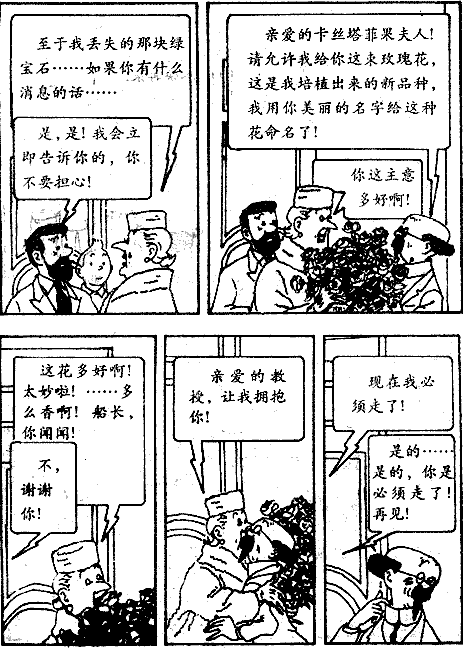 至于我丢失的那块绿
宝石……如果你有什么
消息的话……
是,是!我会立
即告诉你的,你
不要担心!
亲爱的卡丝塔菲果夫人!
请允许我给你这束玫瑰花,
这是我培植出来的新品种,
我用你美丽的名字给这种
花命名了!
你这主意
多好啊!
这花多好啊!
太妙啦!……多
么香啊!船长,
你闻闻!
不,
谢谢
你!
亲爱的教
授,让我拥抱
你!
现在我必
须走了!
是的……
是的,你是
必须走了!
再见!